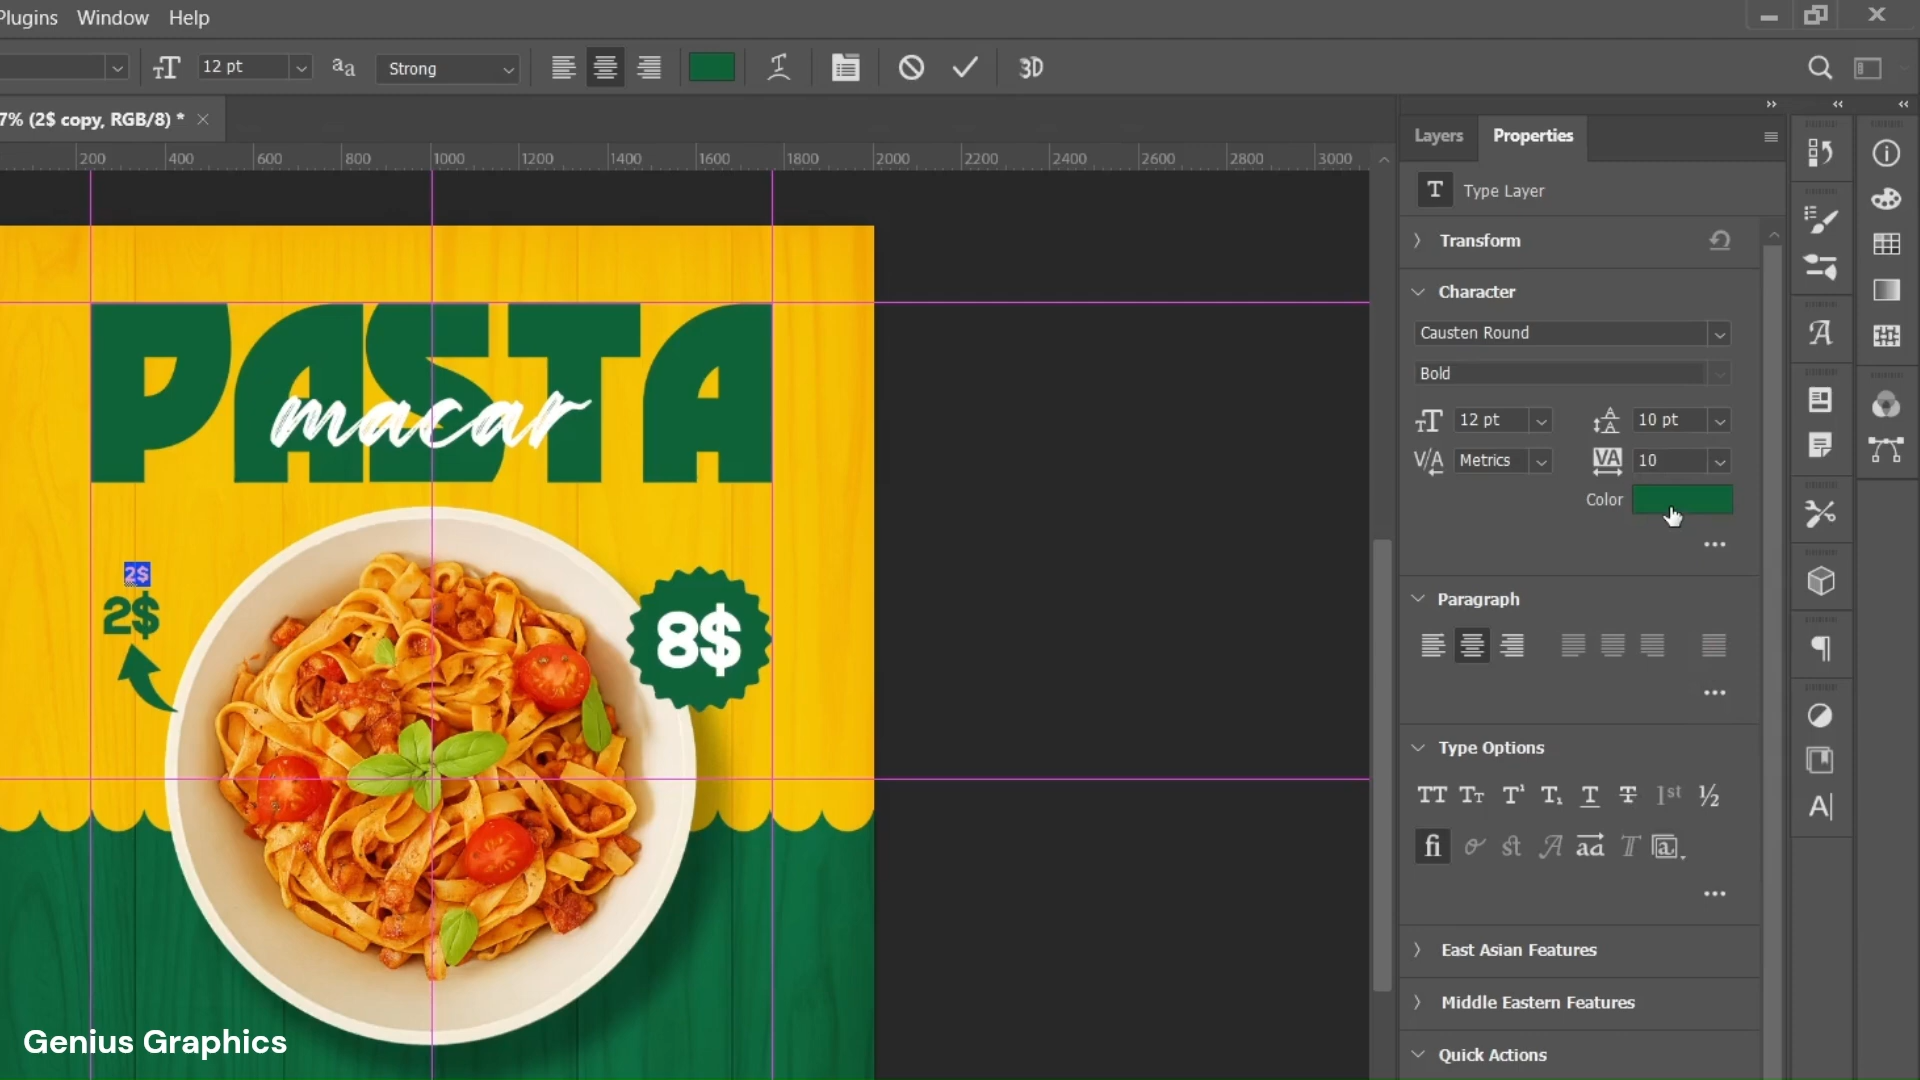 Plugins Window Help
12 pt Strong 3D
7% (2$ copy, RGB/8) *
200 400 600 800 1000 1200 1400 1600 1800 2000 2200 2400 2600 2800 3000
Layers Properties
Type Layer
Transform
Character
Causten Round
Bold
12 pt 10 pt
Metrics 10
Color
Paragraph
Type Options
East Asian Features
Middle Eastern Features
Quick Actions
PASTA
macar
2$
2$
8$
Genius Graphics